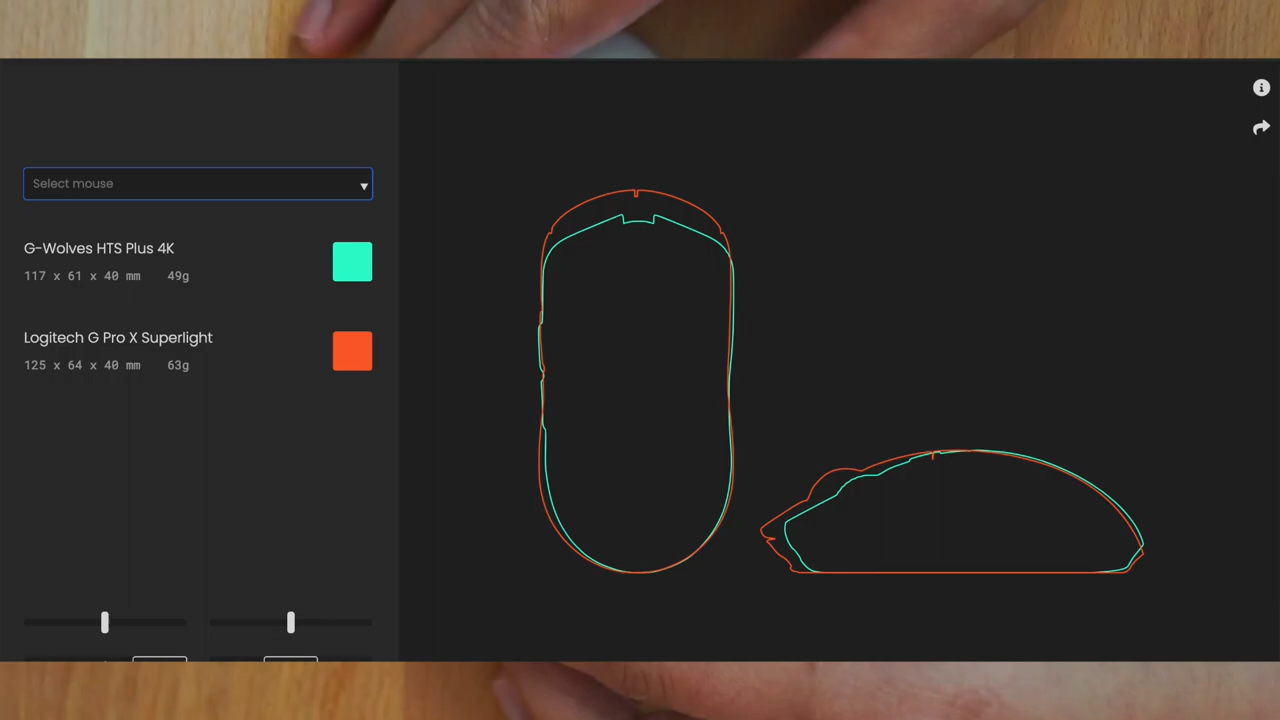 Select mouse
G-Wolves HTS Plus 4K
117 x 61 x 40 mm 49g
Logitech G Pro X Superlight
125 x 64 x 40 mm 63g